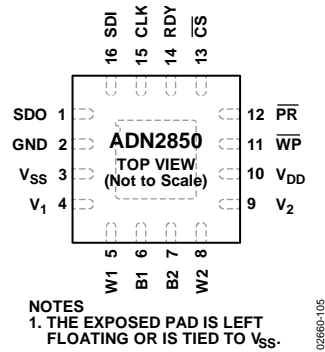 16 SDI
15 CLK
14 RDY
13 CS
SDO 1
GND 2
VSS 3
V1 4
ADN2850
TOP VIEW
(Not to Scale)
12 PR
11 WP
10 VDD
9 V2
W1 5
B1 6
B2 7
W2 8
NOTES
1. THE EXPOSED PAD IS LEFT
FLOATING OR IS TIED TO VSS.
02660-105